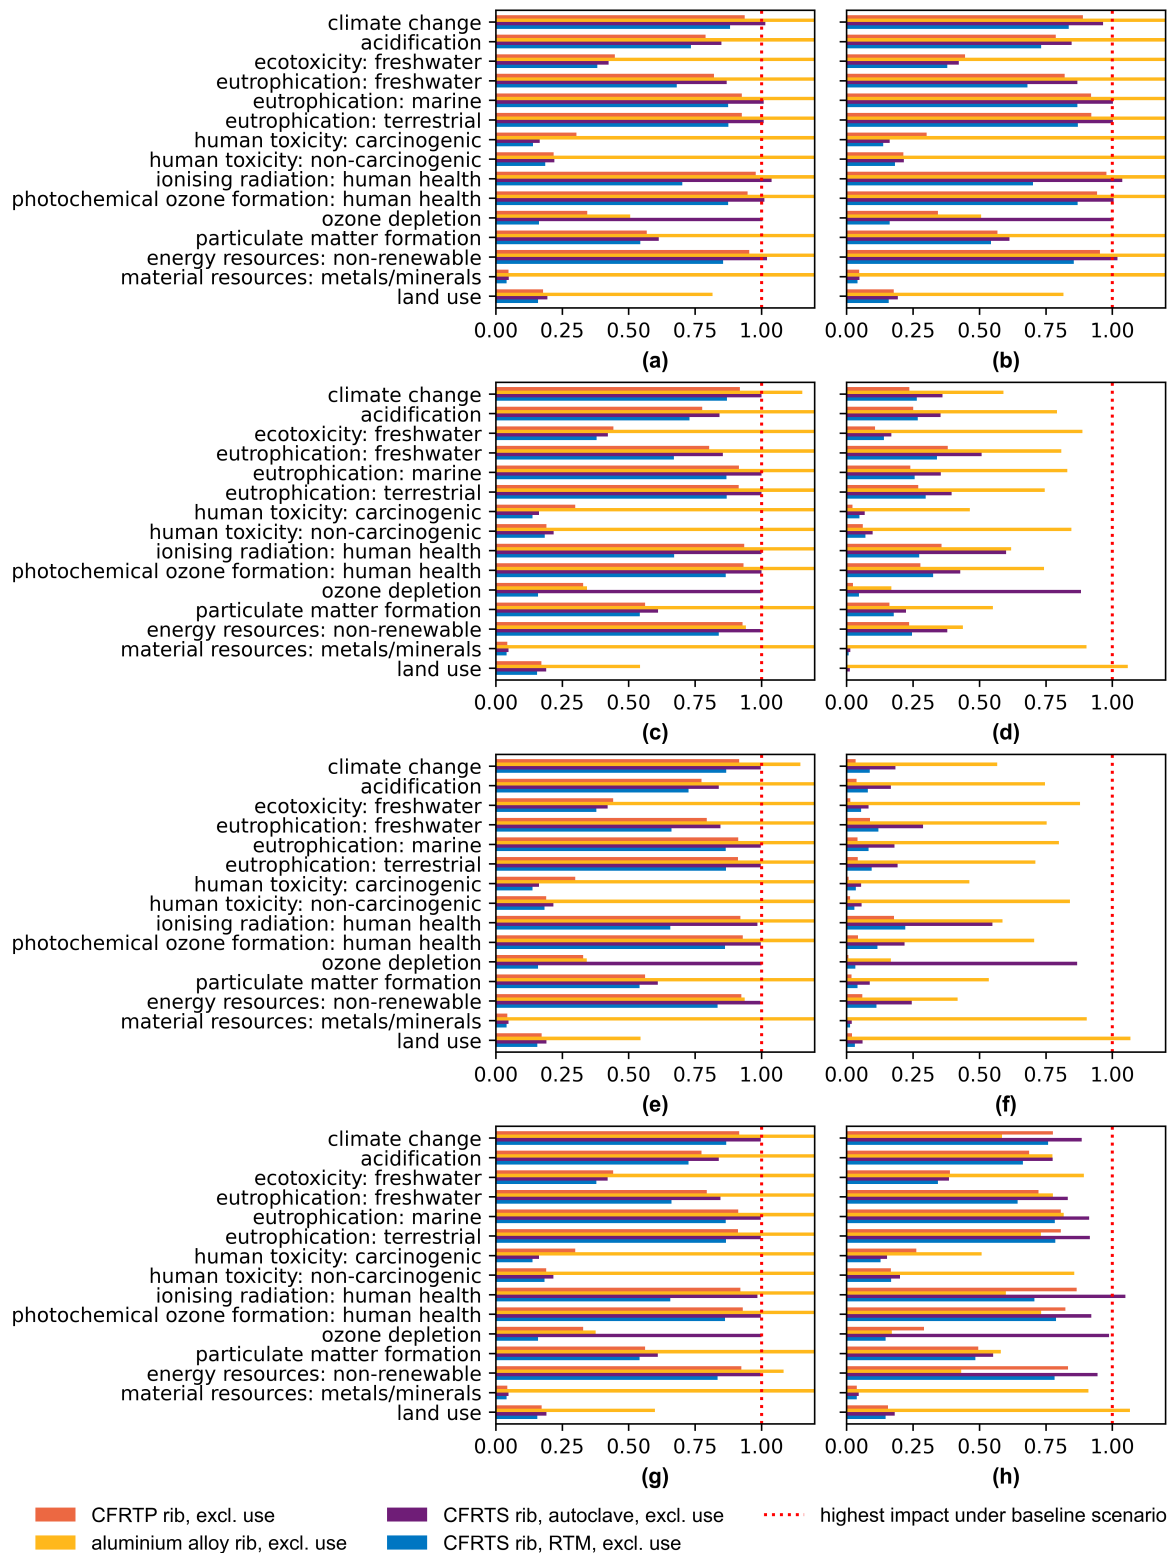 climate change
acidification
ecotoxicity: freshwater
eutrophication: freshwater
eutrophication: marine
eutrophication: terrestrial
human toxicity: carcinogenic
human toxicity: non-carcinogenic
ionising radiation: human health
photochemical ozone formation: human health
ozone depletion
particulate matter formation
energy resources: non-renewable
material resources: metals/minerals
land use
0.00 0.25 0.50 0.75 1.00 0.00 0.25 0.50 0.75 1.00
(a) (b)
climate change
acidification
ecotoxicity: freshwater
eutrophication: freshwater
eutrophication: marine
eutrophication: terrestrial
human toxicity: carcinogenic
human toxicity: non-carcinogenic
ionising radiation: human health
photochemical ozone formation: human health
ozone depletion
particulate matter formation
energy resources: non-renewable
material resources: metals/minerals
land use
0.00 0.25 0.50 0.75 1.00 0.00 0.25 0.50 0.75 1.00
(c) (d)
climate change
acidification
ecotoxicity: freshwater
eutrophication: freshwater
eutrophication: marine
eutrophication: terrestrial
human toxicity: carcinogenic
human toxicity: non-carcinogenic
ionising radiation: human health
photochemical ozone formation: human health
ozone depletion
particulate matter formation
energy resources: non-renewable
material resources: metals/minerals
land use
0.00 0.25 0.50 0.75 1.00 0.00 0.25 0.50 0.75 1.00
(e) (f)
climate change
acidification
ecotoxicity: freshwater
eutrophication: freshwater
eutrophication: marine
eutrophication: terrestrial
human toxicity: carcinogenic
human toxicity: non-carcinogenic
ionising radiation: human health
photochemical ozone formation: human health
ozone depletion
particulate matter formation
energy resources: non-renewable
material resources: metals/minerals
land use
0.00 0.25 0.50 0.75 1.00 0.00 0.25 0.50 0.75 1.00
(g) (h)
CFRTP rib, excl. use CFRTS rib, autoclave, excl. use highest impact under baseline scenario
aluminium alloy rib, excl. use CFRTS rib, RTM, excl. use